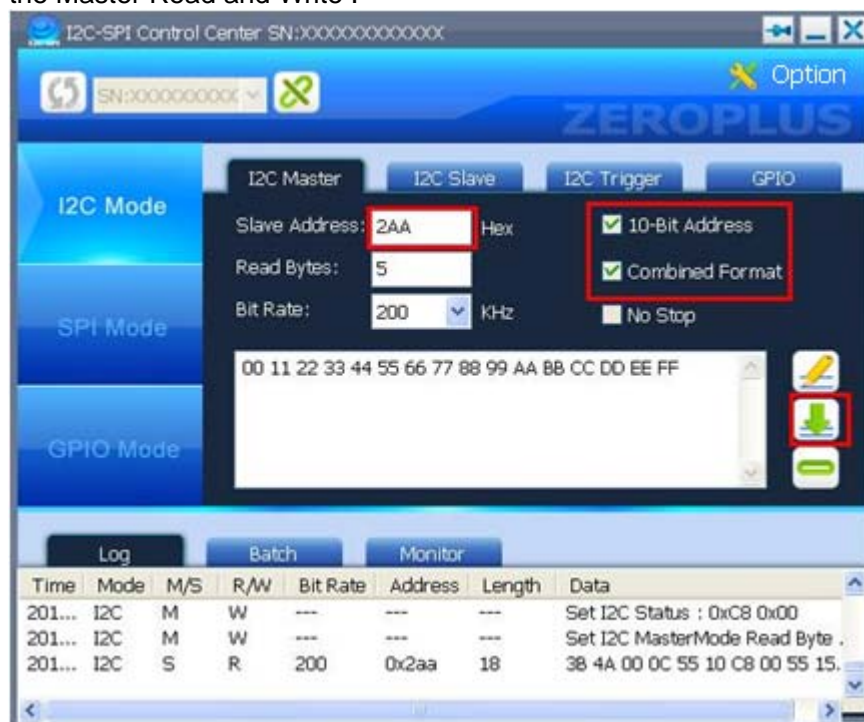 the Master Read and Write .
I2C-SPI Control Center SN:XXXXXXXXXXXXX
SN:XXXXXXXXX
Option
ZEROPLUS
I2C Mode
SPI Mode
GPIO Mode
I2C Master I2C Slave I2C Trigger GPIO
Slave Address: 2AA Hex 10-Bit Address
Read Bytes: 5 Combined Format
Bit Rate: 200 KHz No Stop
00 11 22 33 44 55 66 77 88 99 AA BB CC DD EE FF
Log Batch Monitor
Time Mode M/S R/W Bit Rate Address Length Data
201... I2C M W --- --- --- Set I2C Status : 0xC8 0x00
201... I2C M W --- --- --- Set I2C MasterMode Read Byte .
201... I2C S R 200 0x2aa 18 3B 4A 00 0C 55 10 C8 00 55 15.